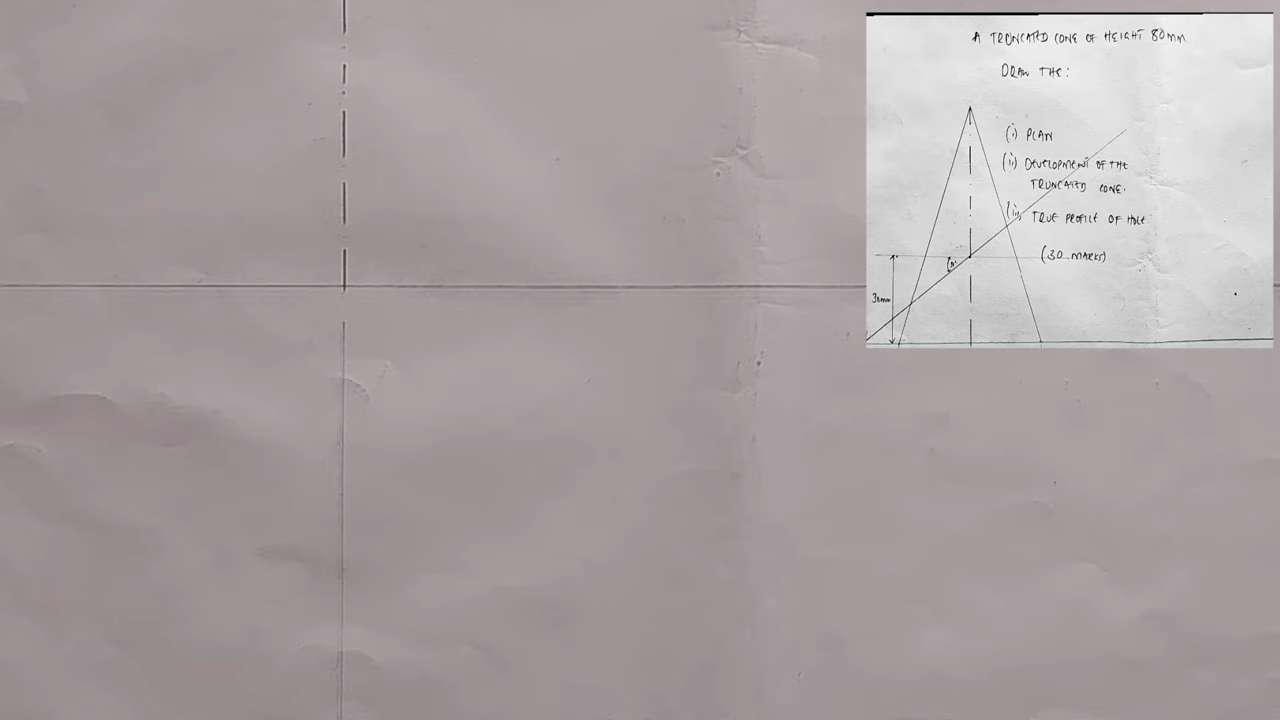 A TRUNCATED CONE OF HEIGHT 80mm.
DRAW THE:
(i) PLAN
(ii) DEVELOPMENT OF THE
TRUNCATED CONE.
(iii) TRUE PROFILE OF HOLE
(30 MARKS)
30mm